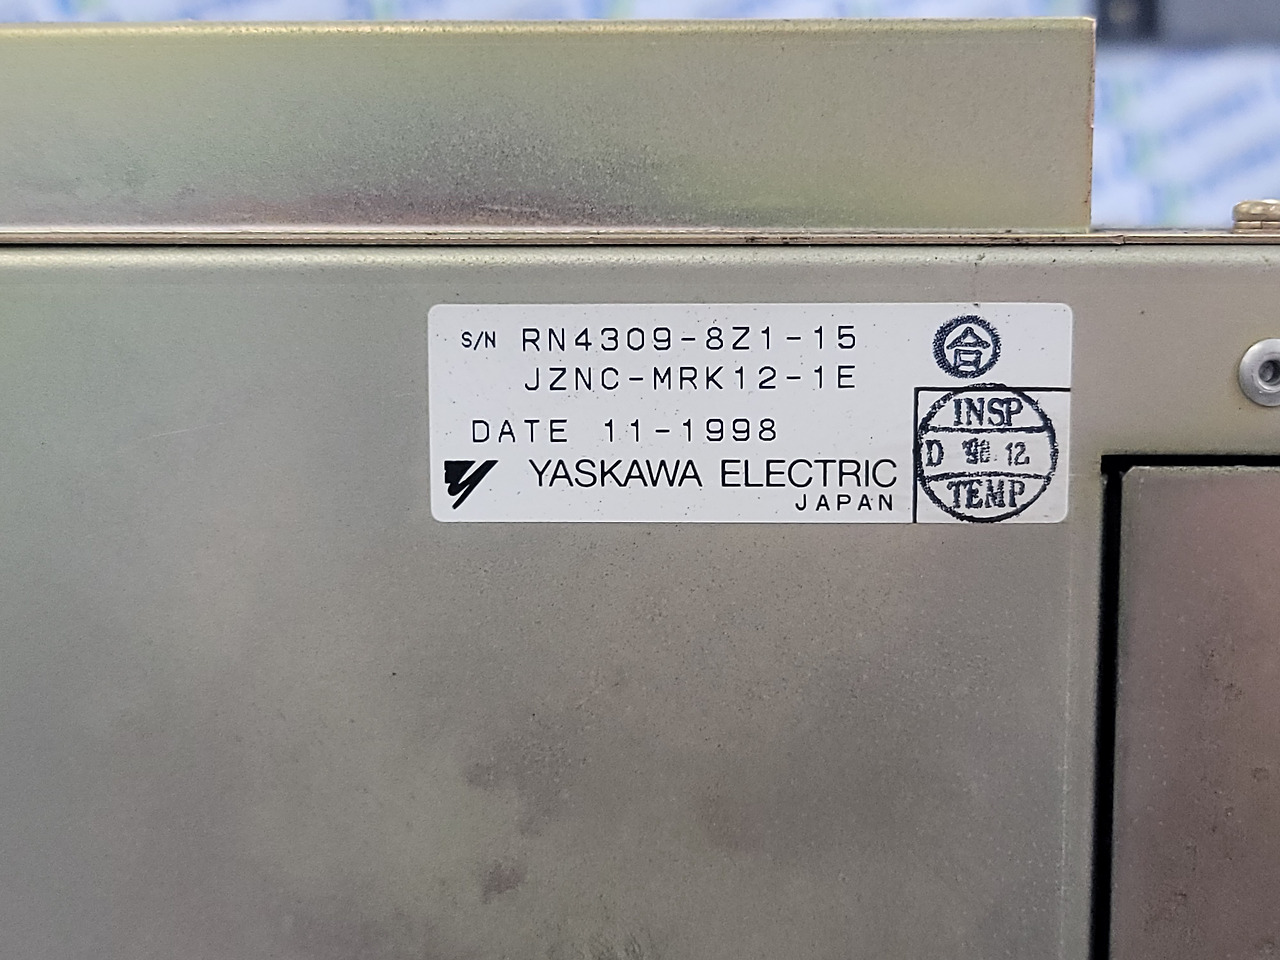 S/N RN4309-8Z1-15
JZNC-MRK12-1E
DATE 11-1998
YASKAWA ELECTRIC
JAPAN
合
INSP
D 98 12
TEMP